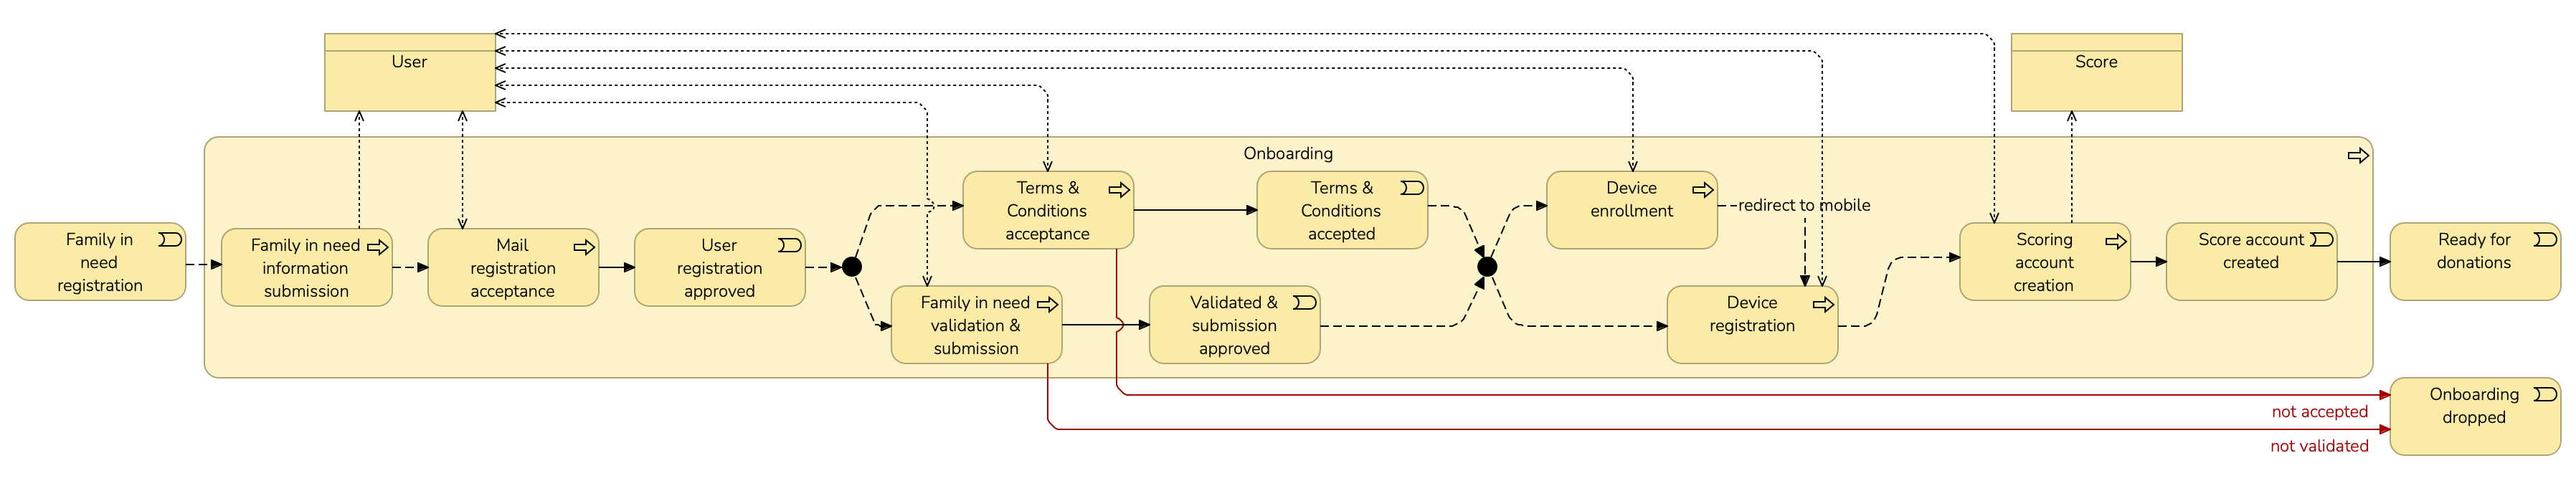 User
Score
Onboarding
Family in
need
registration
Family in need
information
submission
Mail
registration
acceptance
User
registration
approved
Terms &
Conditions
acceptance
Terms &
Conditions
accepted
Family in need
validation &
submission
Validated &
submission
approved
Device
enrollment
redirect to mobile
Device
registration
Scoring
account
creation
Score account
created
Ready for
donations
Onboarding
dropped
not accepted
not validated